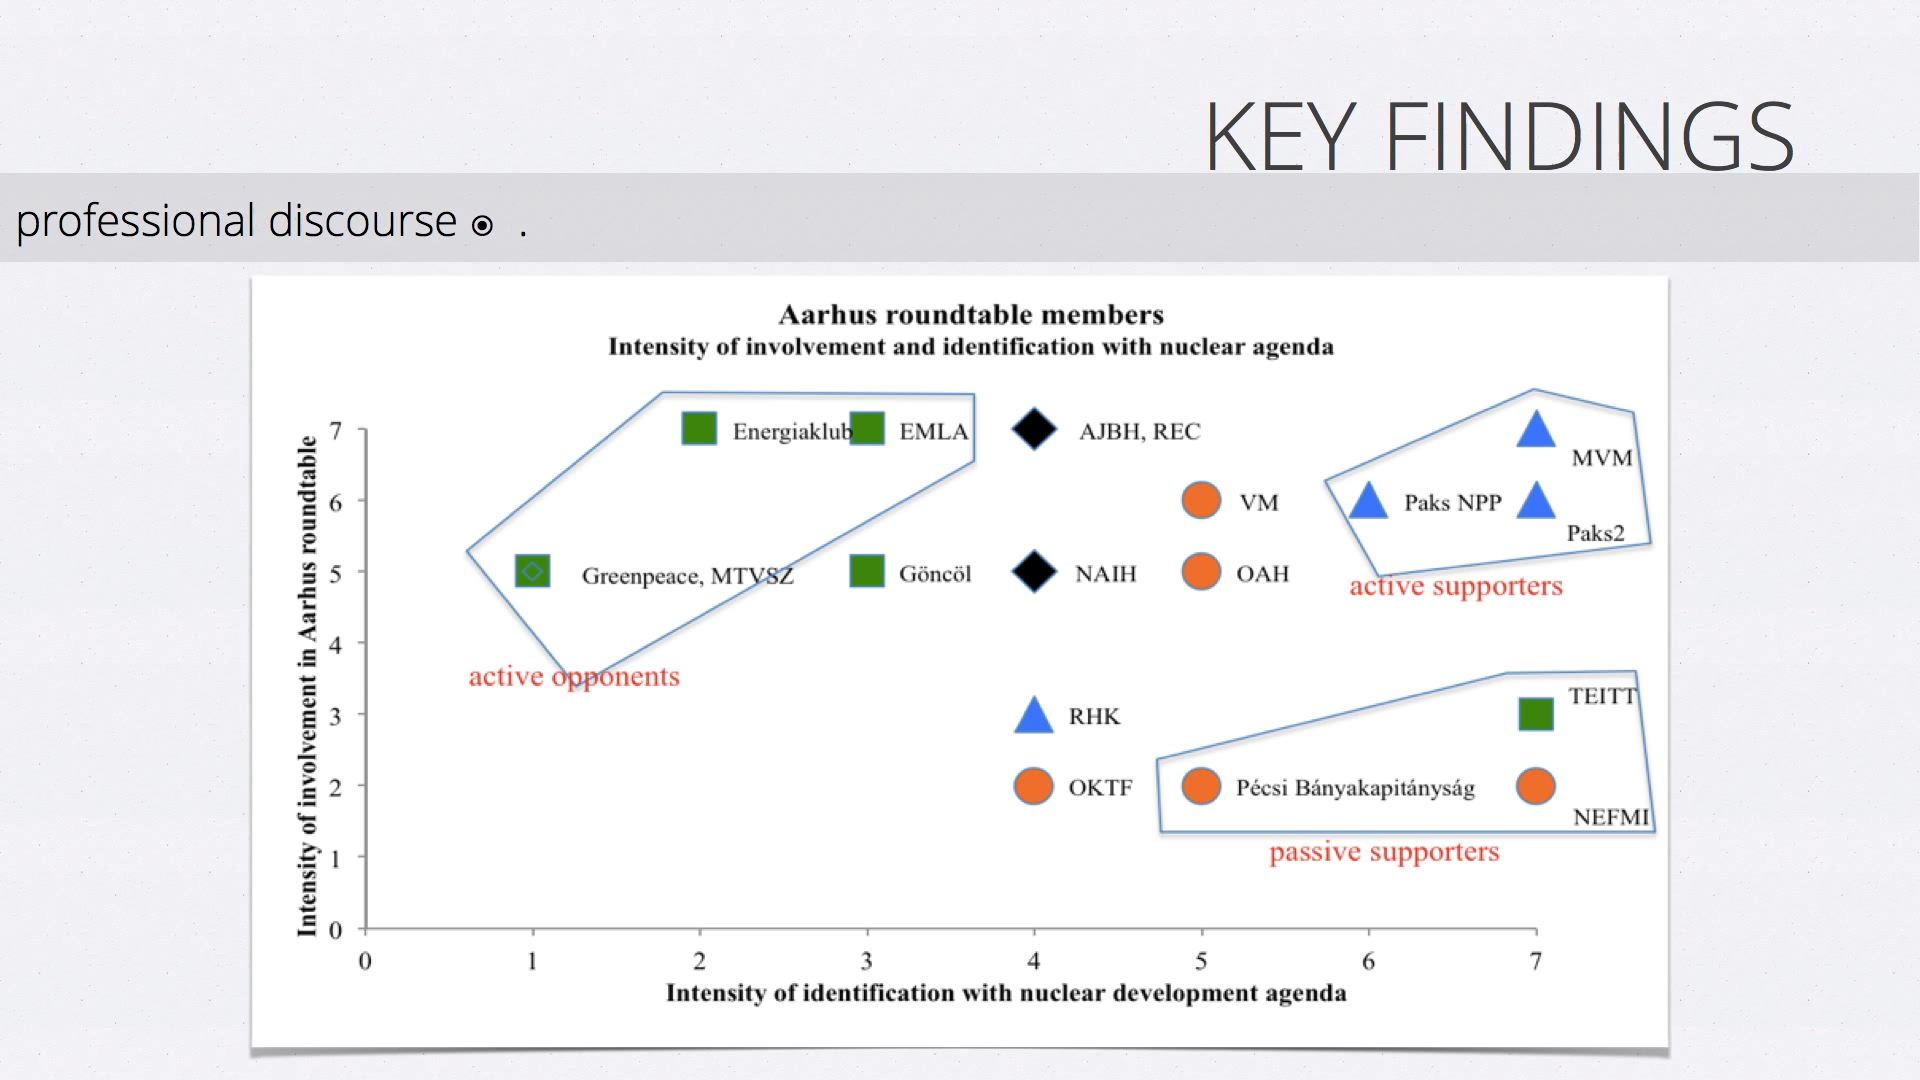 KEY FINDINGS
professional discourse ⦿ .
Aarhus roundtable members
Intensity of involvement and identification with nuclear agenda
Intensity of involvement in Aarhus roundtable
7
Energiaklub EMLA AJBH, REC
MVM
6
VM Paks NPP
Paks2
5
Greenpeace, MTVSZ Göncöl NAIH OAH
active supporters
4
active opponents
TEITT
3
RHK
2
OKTF Pécsi Bányakapitányság
NEFMI
1
passive supporters
0
0 1 2 3 4 5 6 7
Intensity of identification with nuclear development agenda